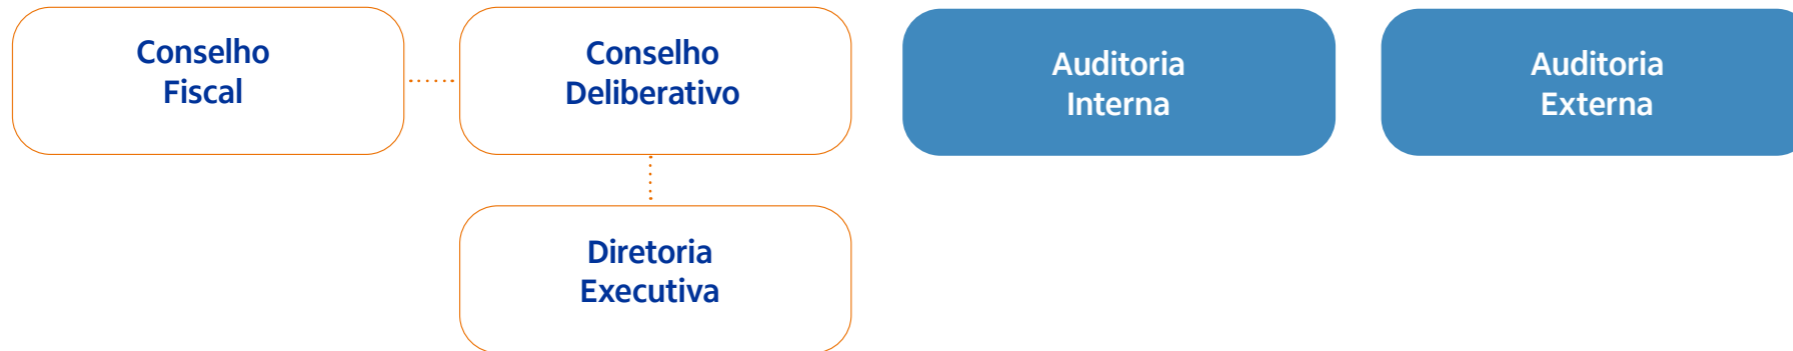 Conselho
Fiscal
Conselho
Deliberativo
Auditoria
Interna
Auditoria
Externa
Diretoria
Executiva